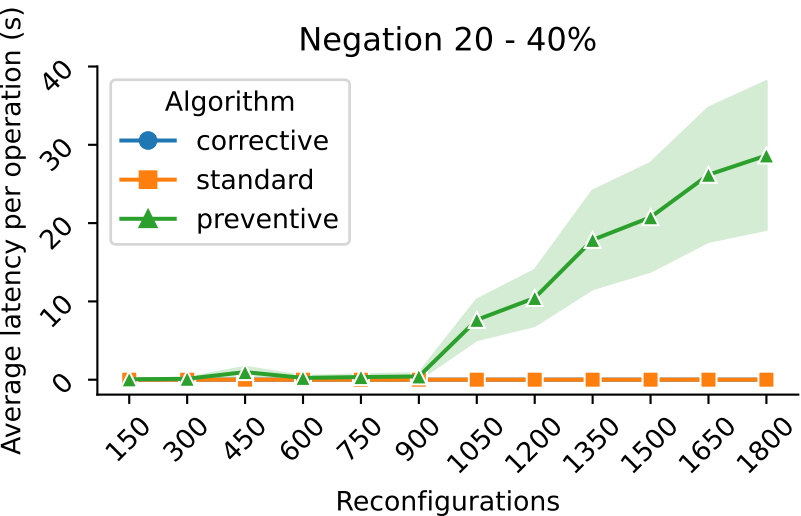 Negation 20 - 40%
Average latency per operation (s)
40
30
20
10
0
Algorithm
corrective
standard
preventive
150
300
450
600
750
900
1050
1200
1350
1500
1650
1800
Reconfigurations